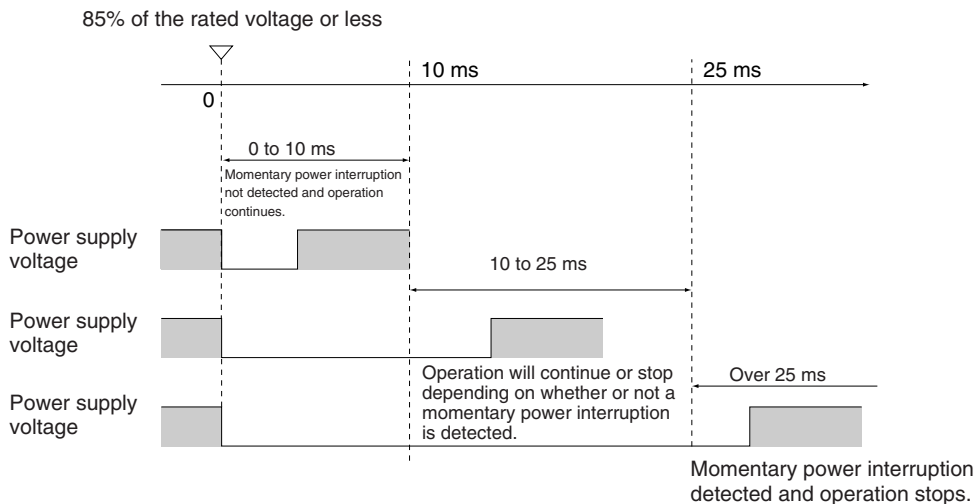 85% of the rated voltage or less
10 ms
25 ms
0
0 to 10 ms
Momentary power interruption
not detected and operation
continues.
Power supply
voltage
10 to 25 ms
Power supply
voltage
Operation will continue or stop
depending on whether or not a
momentary power interruption
is detected.
Over 25 ms
Power supply
voltage
Momentary power interruption
detected and operation stops.